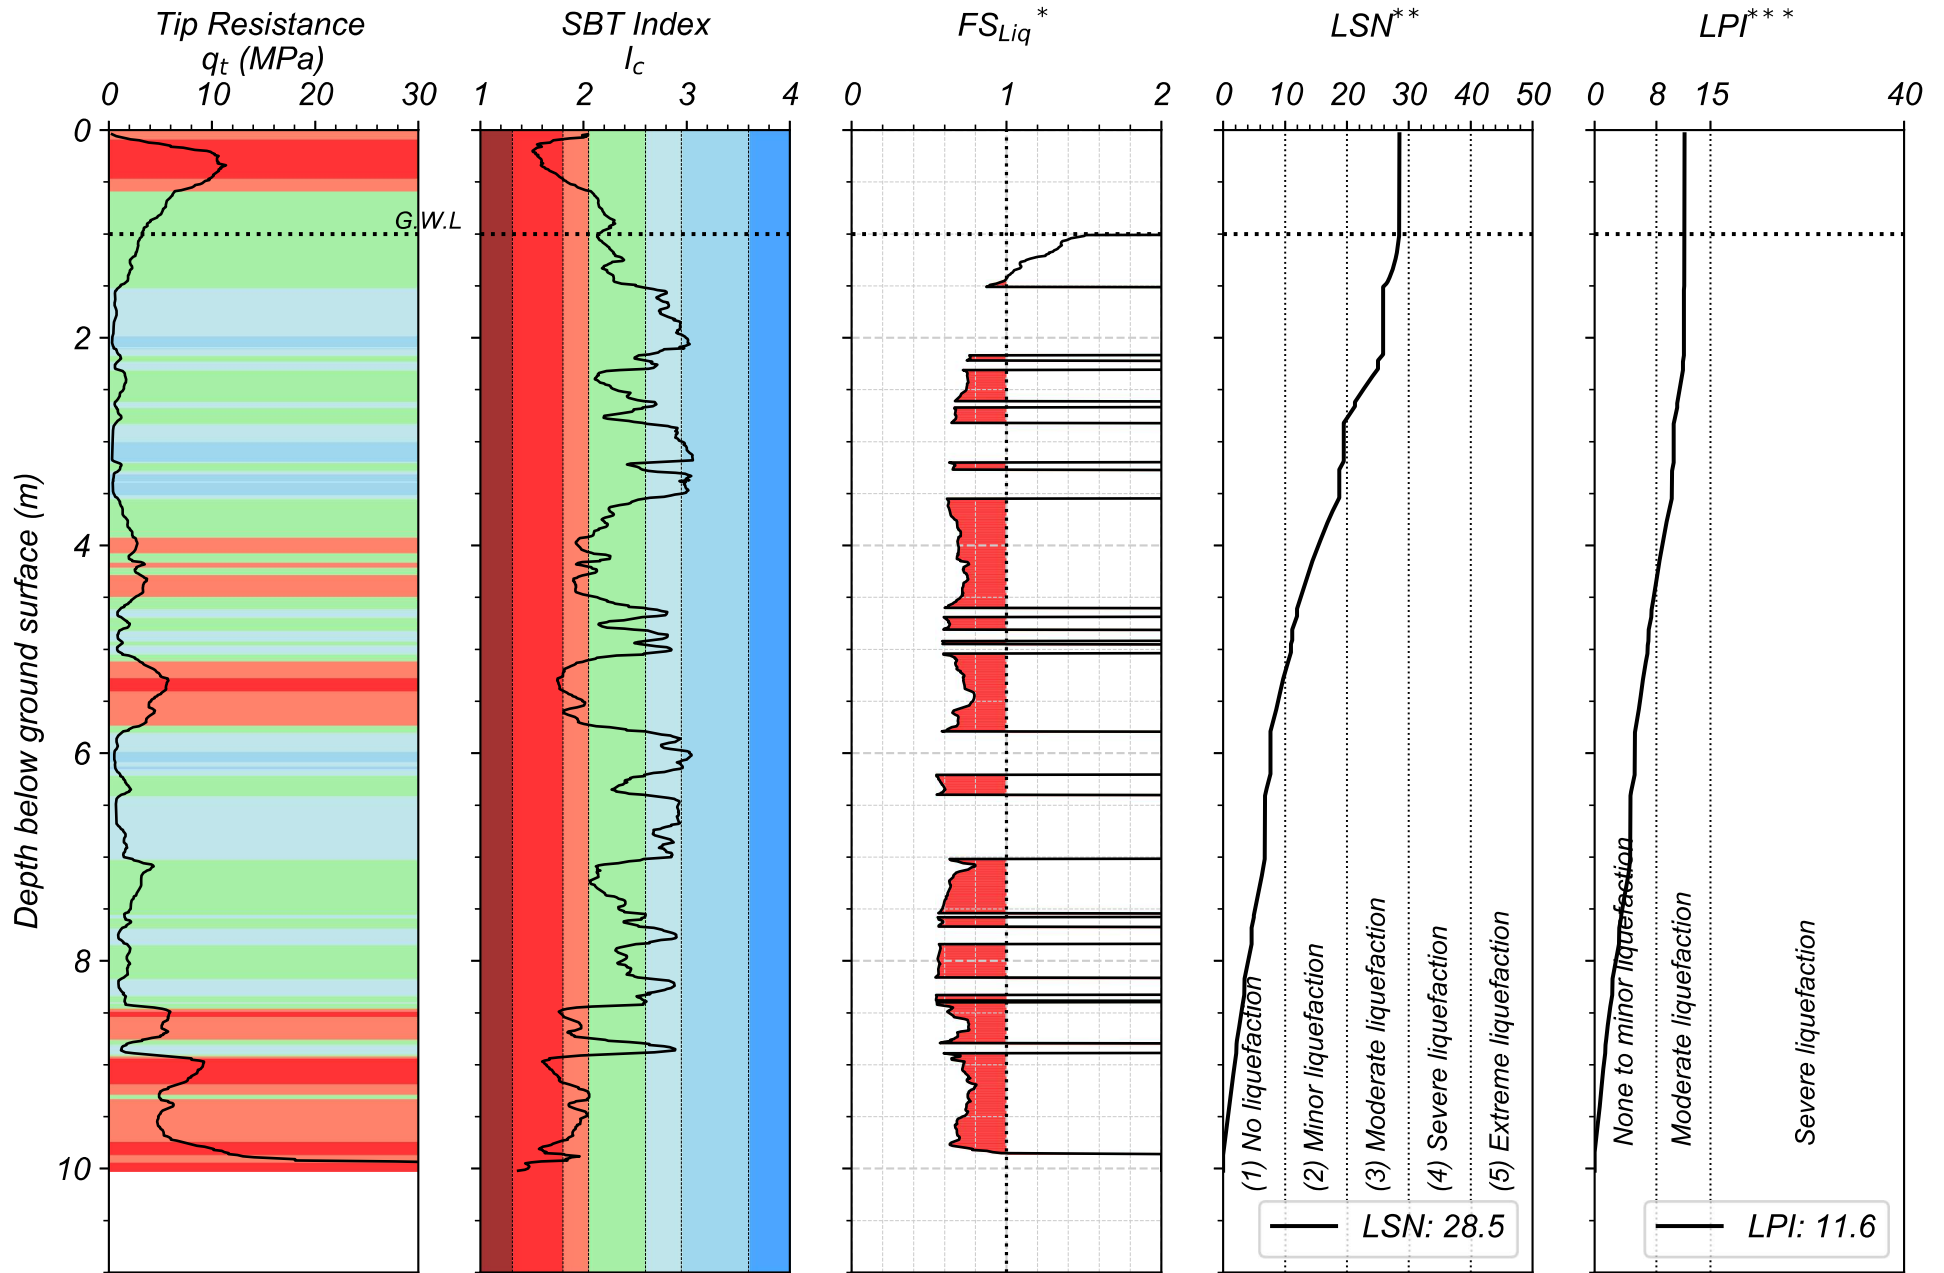 Tip Resistance
q_t (MPa)
SBT Index
I_c
FS_Liq *
LSN**
LPI***
0 10 20 30
1 2 3 4
0 1 2
0 10 20 30 40 50
0 8 15 40
0
2
4
6
8
10
Depth below ground surface (m)
G.W.L
(1) No liquefaction
(2) Minor liquefaction
(3) Moderate liquefaction
(4) Severe liquefaction
(5) Extreme liquefaction
None to minor liquefaction
Moderate liquefaction
Severe liquefaction
LSN: 28.5
LPI: 11.6